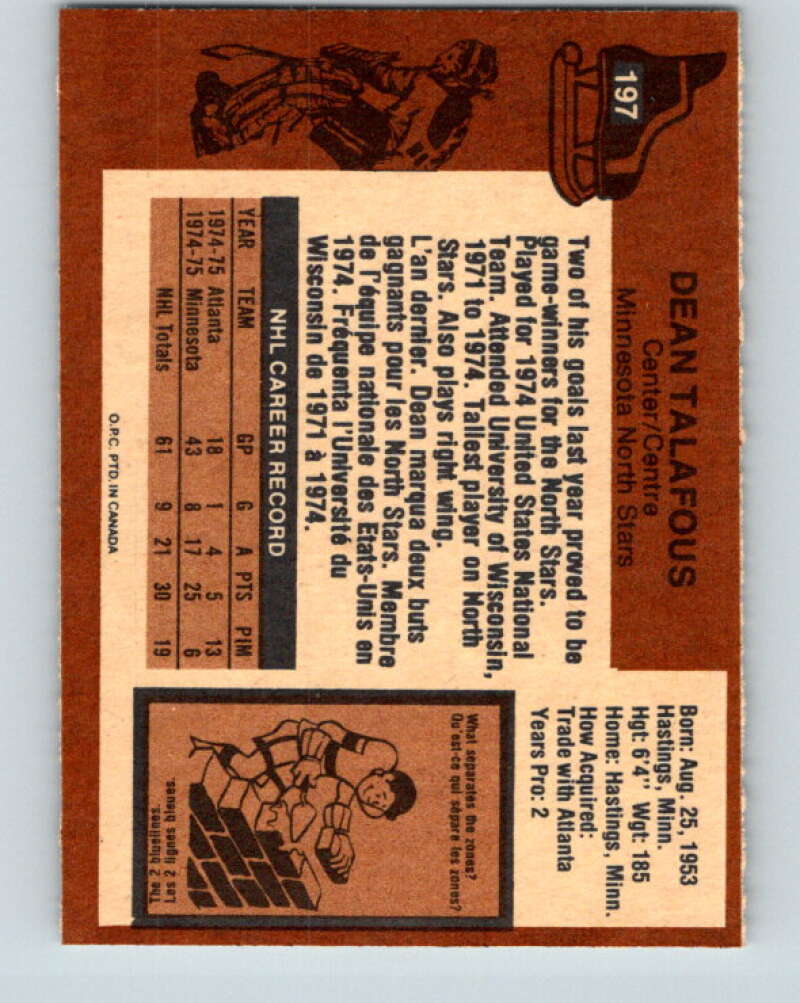 197
DEAN TALAFOUS
Center/Centre
Minnesota North Stars
Born: Aug. 25, 1953
Hastings, Minn.
Hgt: 6'4" Wgt: 185
Home: Hastings, Minn.
How Acquired:
Trade with Atlanta
Years Pro: 2
Two of his goals last year proved to be
game-winners for the North Stars.
Played for 1974 United States National
Team. Attended University of Wisconsin,
1971 to 1974. Tallest player on North
Stars. Also plays right wing.
L'an dernier. Dean marqua deux buts
gagnants pour les North Stars. Membre
de l'équipe nationale des Etats-Unis en
1974. Fréquenta l'Université du
Wisconsin de 1971 à 1974.
NHL CAREER RECORD
YEAR TEAM GP G A PTS PIM
1974-75 Atlanta 18 1 4 5 13
1974-75 Minnesota 43 8 17 25 6
NHL Totals 61 9 21 30 19
What separates the zones?
Qu'est-ce qui sépare les zones?
The 2 bluelines.
Les 2 lignes bleues.
O.P.C. PTD. IN CANADA